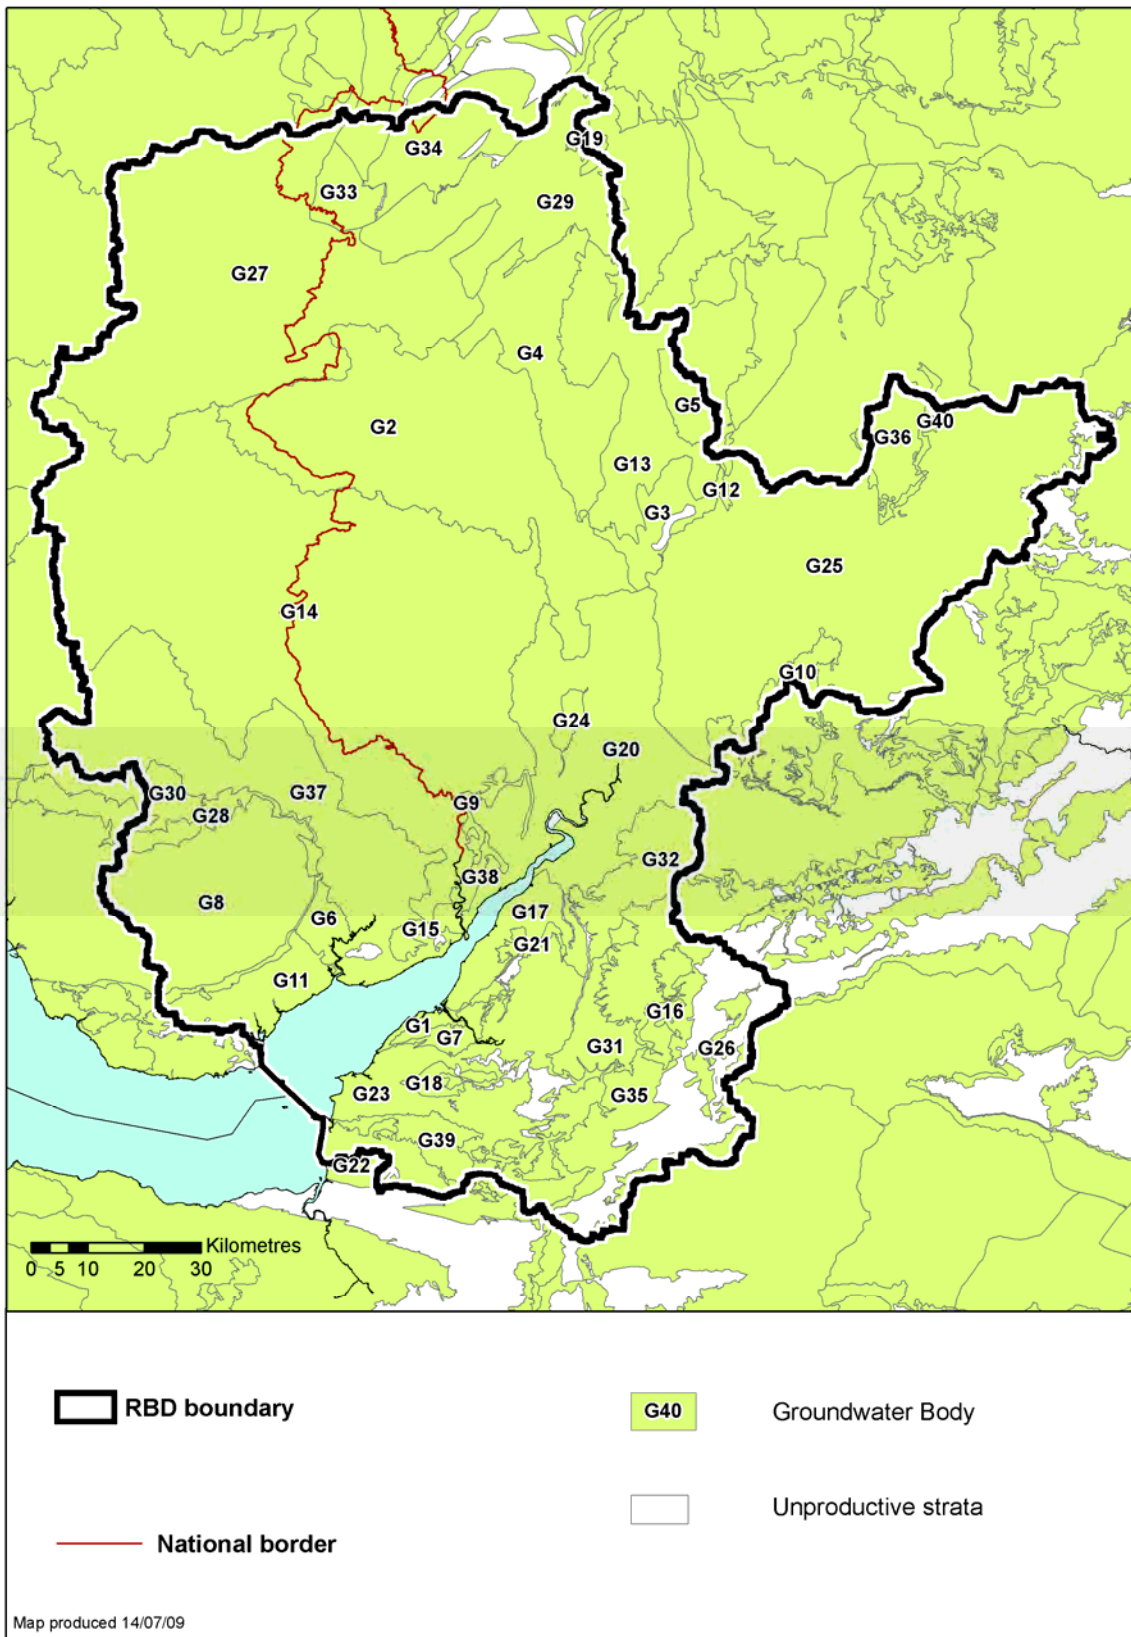 G19
G34
G33
G29
G27
G4
G5
G40
G2
G36
G13
G12
G3
G25
G14
G10
G24
G20
G30
G37
G9
G28
G32
G38
G8
G17
G6
G15
G21
G11
G16
G1
G7
G31
G26
G18
G23
G35
G39
G22
Kilometres
0 5 10 20 30
RBD boundary
G40 Groundwater Body
Unproductive strata
National border
Map produced 14/07/09